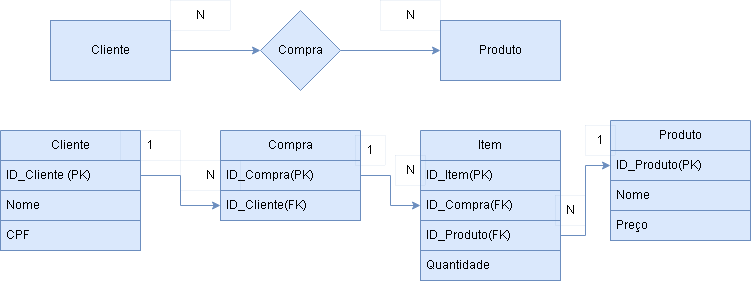 N
N
Cliente
Compra
Produto
Cliente
ID_Cliente (PK)
Nome
CPF
1
N
Compra
ID_Compra(PK)
ID_Cliente(FK)
1
N
Item
ID_Item(PK)
ID_Compra(FK)
ID_Produto(FK)
Quantidade
N
1
Produto
ID_Produto(PK)
Nome
Preço